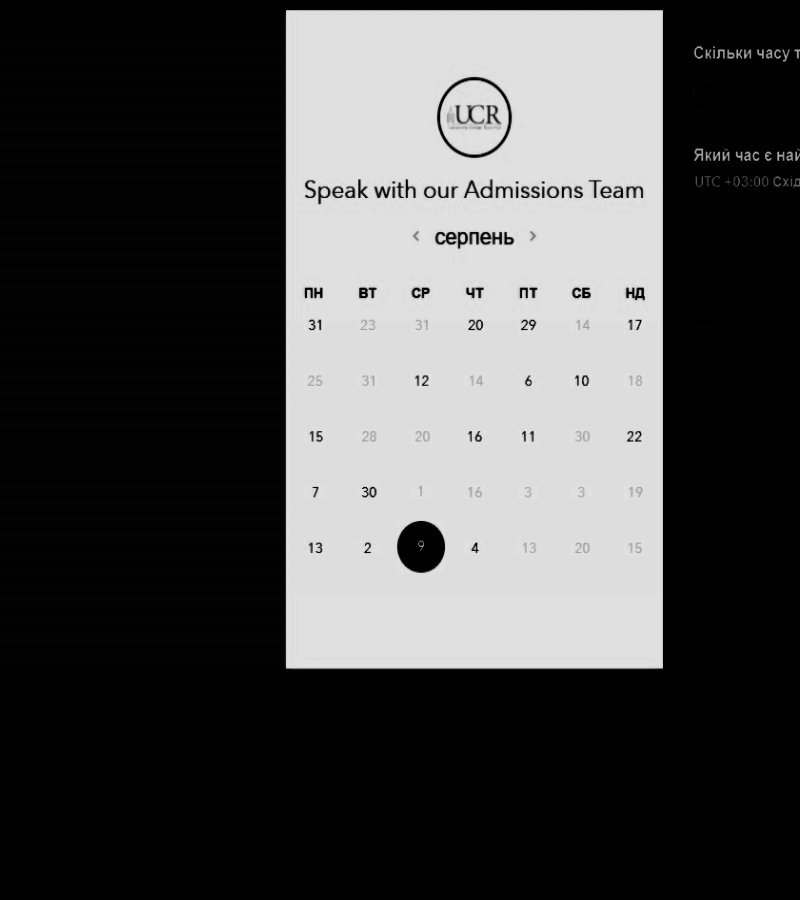 UCR
Speak with our Admissions Team
< серпень >
ПН ВТ СР ЧТ ПТ СБ НД
31 23 31 20 29 14 17
25 31 12 14 6 10 18
15 28 20 16 11 30 22
7 30 1 16 3 3 19
13 2 9 4 13 20 15
Скільки часу т
Який час є най
UTC +03:00 Схід